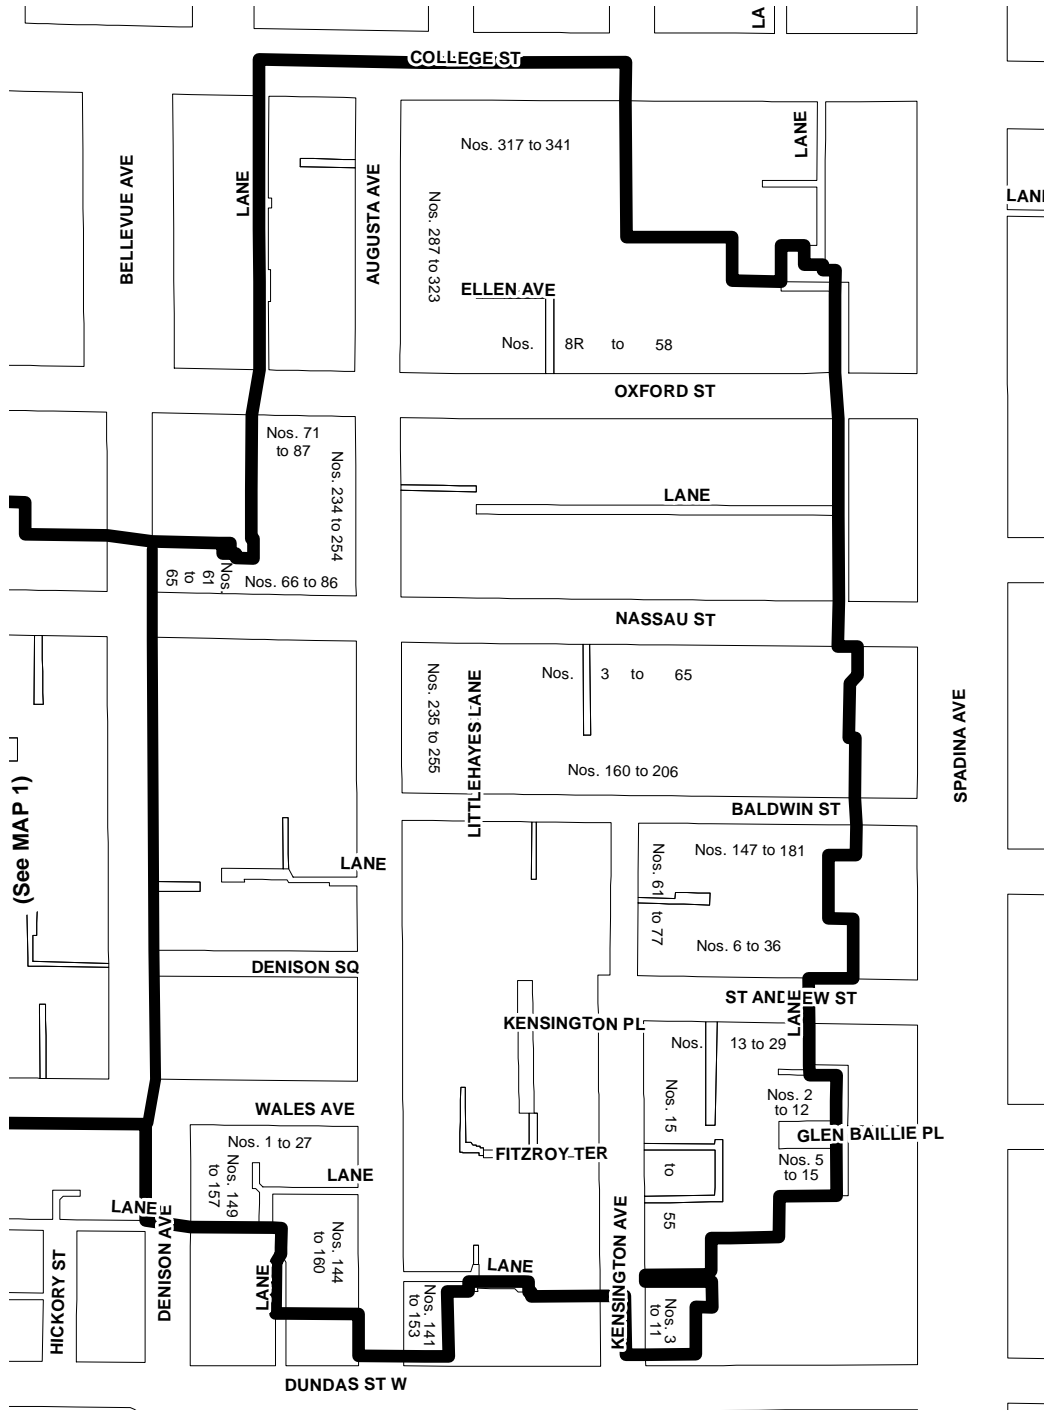 LA
COLLEGE ST
LANE
Nos. 317 to 341
BELLEVUE AVE
LANE
AUGUSTA AVE
LANE
Nos. 287 to 323
ELLEN AVE
Nos. 8R to 58
OXFORD ST
Nos. 71
to 87
Nos. 234 to 254
LANE
Nos. 61 to 65
Nos. 66 to 86
NASSAU ST
Nos. 235 to 255
LITTLEHAYES LANE
Nos. 3 to 65
SPADINA AVE
Nos. 160 to 206
BALDWIN ST
(See MAP 1)
LANE
Nos. 61 to 77
Nos. 147 to 181
Nos. 6 to 36
DENISON SQ
ST AND EW ST
LANE
KENSINGTON PL
Nos. 13 to 29
Nos. 15 to 55
Nos. 2
to 12
WALES AVE
GLEN BAILLIE PL
Nos. 1 to 27
FITZROY TER
Nos. 5
to 15
Nos. 149
to 157
LANE
LANE
DENISON AVE
Nos. 144
to 160
HICKORY ST
LANE
LANE
KENSINGTON AVE
Nos. 141
to 153
Nos. 3
to 11
DUNDAS ST W